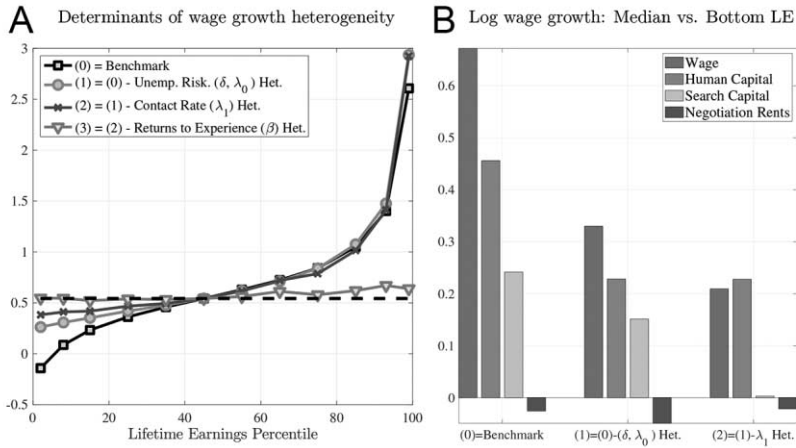 A
Determinants of wage growth heterogeneity
3
2.5
2
1.5
1
0.5
0
-0.5
(0) = Benchmark
(1) = (0) - Unemp. Risk. (δ, λ0) Het.
(2) = (1) - Contact Rate (λ1) Het.
(3) = (2) - Returns to Experience (β) Het.
0 20 40 60 80 100
Lifetime Earnings Percentile
B
Log wage growth: Median vs. Bottom LE
0.6
0.5
0.4
0.3
0.2
0.1
0
Wage
Human Capital
Search Capital
Negotiation Rents
(0)=Benchmark (1)=(0)-(δ, λ0) Het. (2)=(1)-λ1 Het.